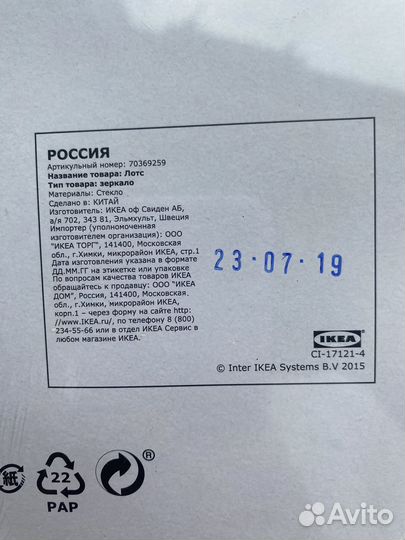 РОССИЯ
Артикульный номер: 70369259
Название товара: Лотс
Тип товара: зеркало
Материалы: Стекло
Сделано в: КИТАЙ
Изготовитель: ИКЕА оф Свиден АБ,
а/я 702, 343 81, Эльмхульт, Швеция
Импортер (уполномоченная
изготовителем организация): ООО
"ИКЕА ТОРГ", 141400, Московская
обл., г.Химки, микрорайон ИКЕА, стр.1
Дата изготовления указана в формате
ДД.ММ.ГГ на этикетке или упаковке
По вопросам качества товаров ИКЕА
обращайтесь к продавцу: ООО "ИКЕА
ДОМ", Россия, 141400, Московская.
обл., г.Химки, микрорайон ИКЕА,
корп.1 – через форму на сайте http:
//www.IKEA.ru/, по телефону 8 (800)
234-55-66 или в отдел ИКЕА Сервис в
любом магазине ИКЕА.
23·07·19
IKEA
CI-17121-4
© Inter IKEA Systems B.V 2015
紙
22
PAP
Avito